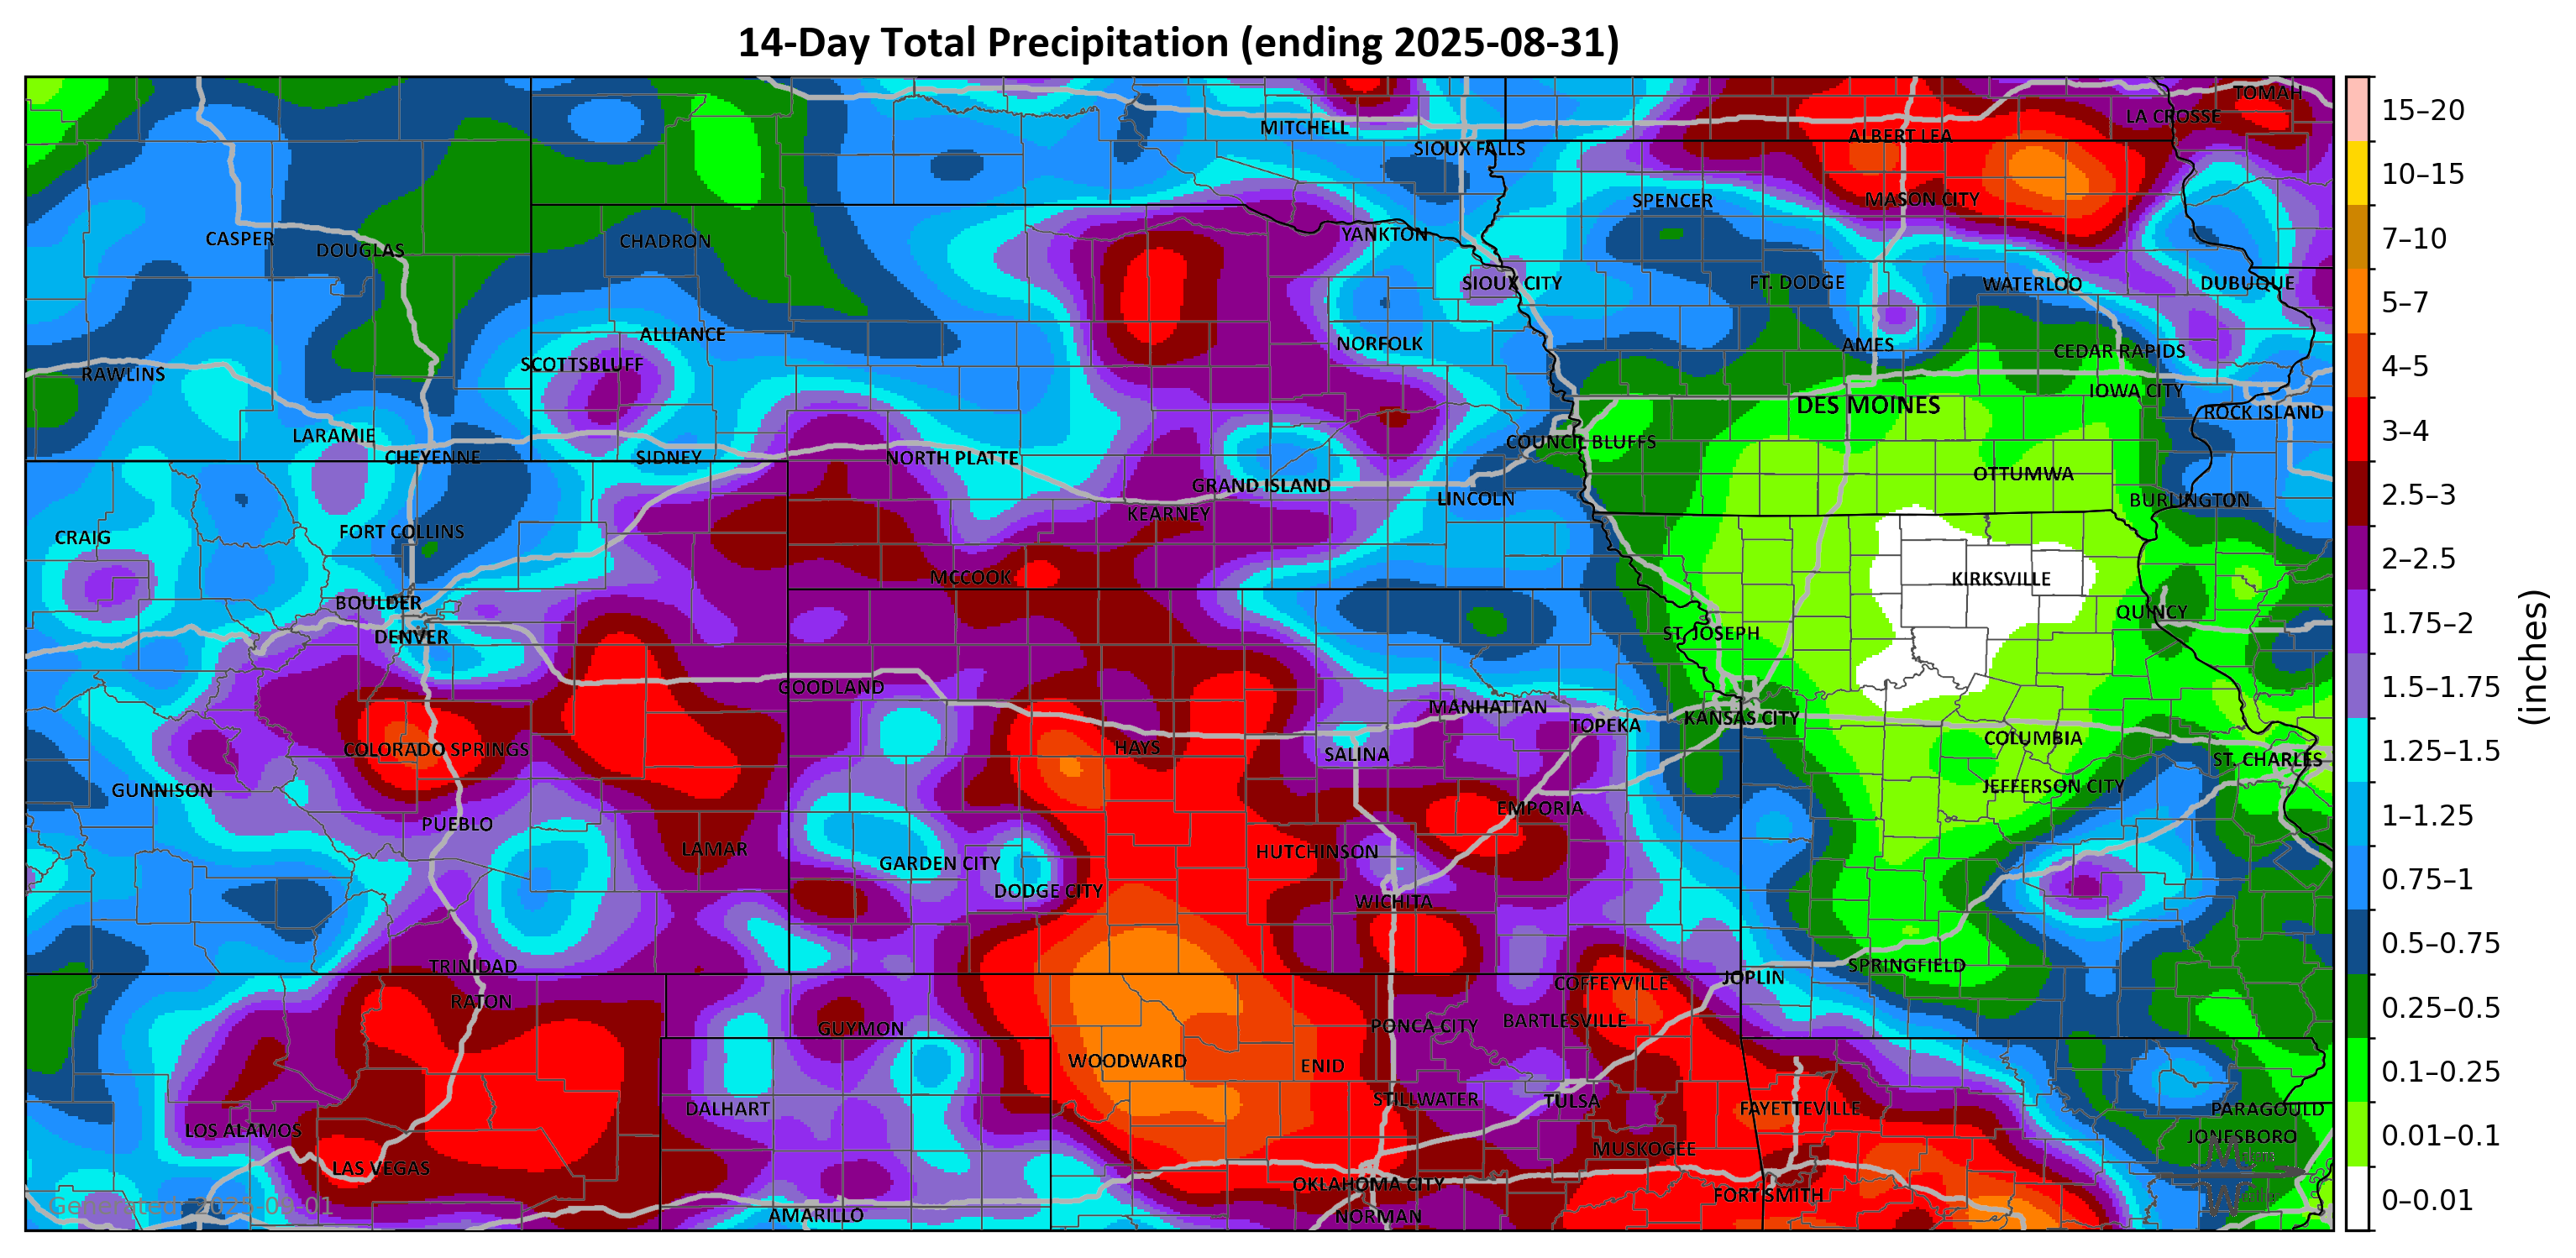 14-Day Total Precipitation (ending 2025-08-31)
TOMAH
LA CROSSE
MITCHELL
ALBERT LEA
SIOUX FALLS
MASON CITY
SPENCER
YANKTON
CASPER
DOUGLAS
CHADRON
SIOUX CITY
FT. DODGE
WATERLOO
DUBUQUE
ALLIANCE
NORFOLK
AMES
CEDAR RAPIDS
SCOTTSBLUFF
RAWLINS
IOWA CITY
DES MOINES
ROCK ISLAND
LARAMIE
COUNCIL BLUFFS
CHEYENNE
SIDNEY
NORTH PLATTE
OTTUMWA
GRAND ISLAND
LINCOLN
BURLINGTON
KEARNEY
FORT COLLINS
CRAIG
MCCOOK
KIRKSVILLE
BOULDER
QUINCY
DENVER
ST. JOSEPH
GOODLAND
MANHATTAN
TOPEKA
KANSAS CITY
COLORADO SPRINGS
HAYS
SALINA
COLUMBIA
ST. CHARLES
GUNNISON
JEFFERSON CITY
EMPORIA
PUEBLO
LAMAR
HUTCHINSON
GARDEN CITY
DODGE CITY
WICHITA
TRINIDAD
SPRINGFIELD
JOPLIN
COFFEYVILLE
RATON
GUYMON
PONCA CITY
BARTLESVILLE
WOODWARD
ENID
STILLWATER
TULSA
DALHART
FAYETTEVILLE
PARAGOULD
LOS ALAMOS
JONESBORO
MUSKOGEE
LAS VEGAS
OKLAHOMA CITY
FORT SMITH
AMARILLO
NORMAN
Generated: 2025-09-01
15–20
10–15
7–10
5–7
4–5
3–4
2.5–3
2–2.5
1.75–2
1.5–1.75
1.25–1.5
1–1.25
0.75–1
0.5–0.75
0.25–0.5
0.1–0.25
0.01–0.1
0–0.01
(inches)